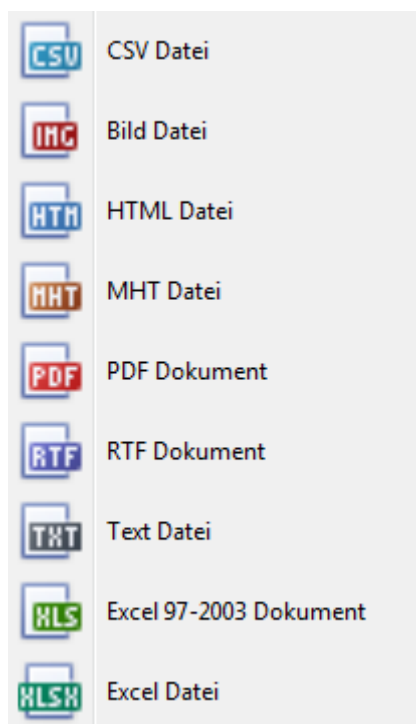 CSV CSV Datei
IMG Bild Datei
HTM HTML Datei
MHT MHT Datei
PDF PDF Dokument
RTF RTF Dokument
TXT Text Datei
XLS Excel 97-2003 Dokument
XLSX Excel Datei